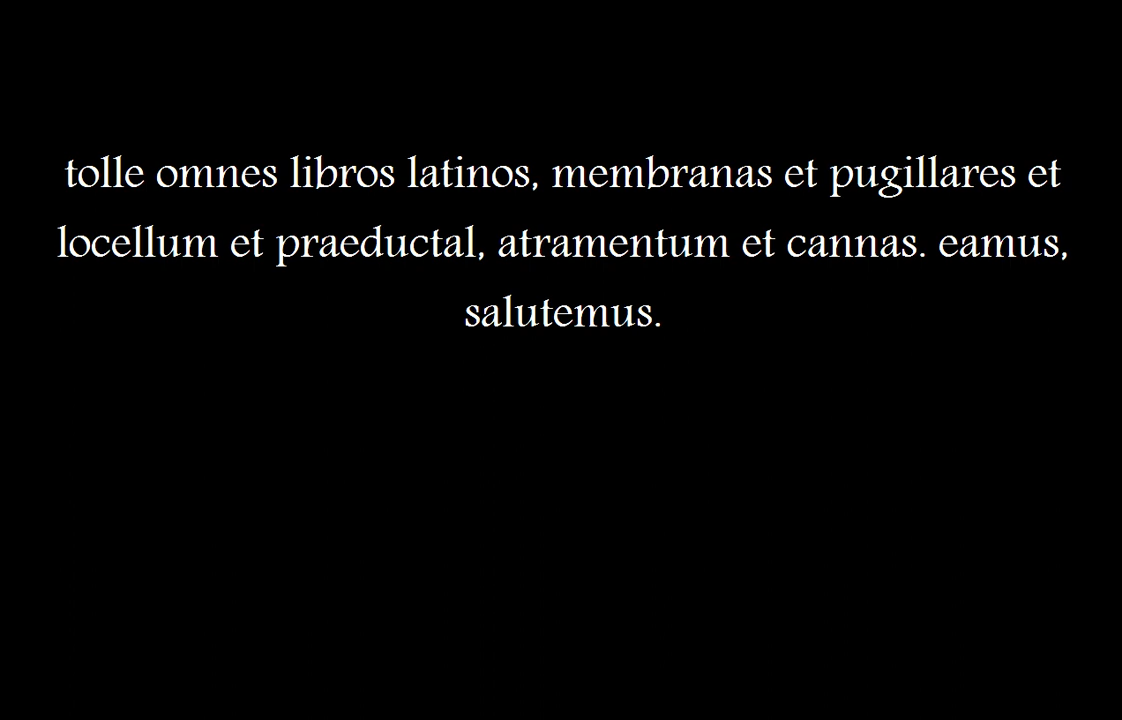 tolle omnes libros latinos, membranas et pugillares et
locellum et praeductal, atramentum et cannas. eamus,
salutemus.